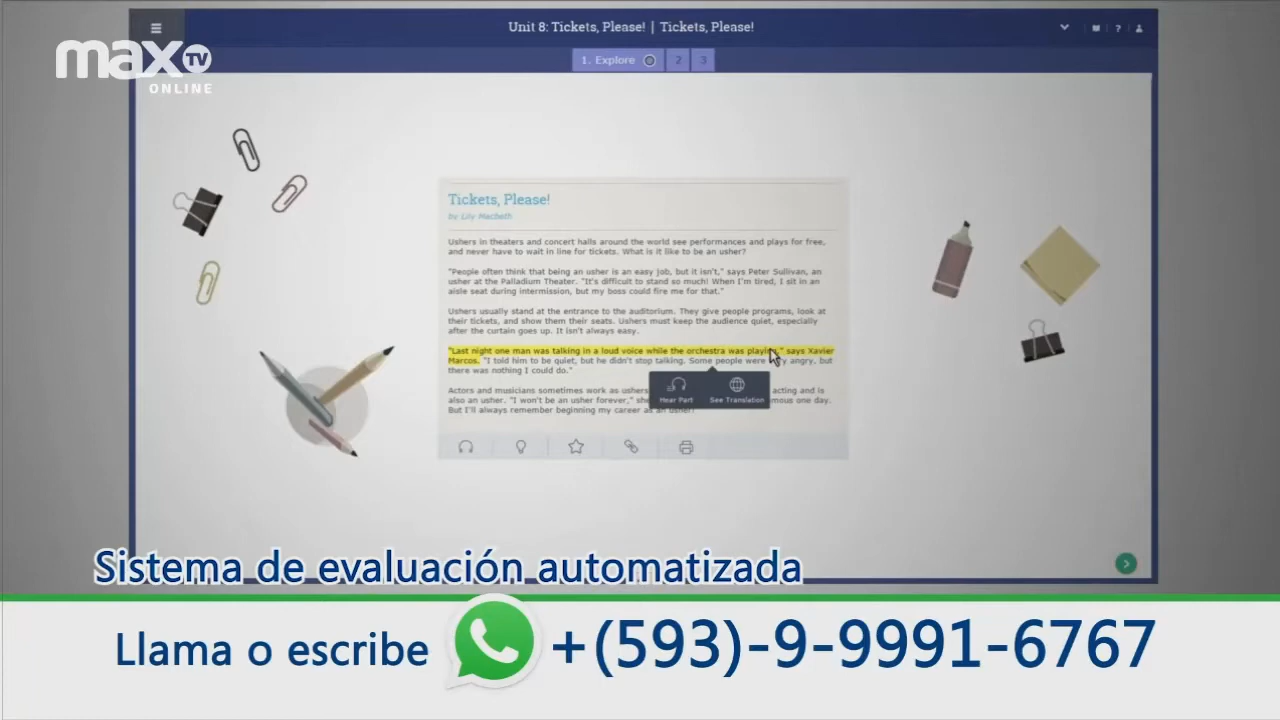 Unit 8: Tickets, Please! | Tickets, Please!
?
max TV
ONLINE
1. Explore
2
3
Tickets, Please!
by Lily Macbeth
Ushers in theaters and concert halls around the world see performances and plays for free,
and never have to wait in line for tickets. What is it like to be an usher?
"People often think that being an usher is an easy job, but it isn't," says Peter Sullivan, an
usher at the Palladium Theater. "It's difficult to stand so much! When I'm tired, I sit in an
aisle seat during intermission, but my boss could fire me for that."
Ushers usually stand at the entrance to the auditorium. They give people programs, look at
their tickets, and show them their seats. Ushers must keep the audience quiet, especially
after the curtain goes up. It isn't always easy.
"Last night one man was talking in a loud voice while the orchestra was playing," says Xavier
Marcos. "I told him to be quiet, but he didn't stop talking. Some people were angry, but
there was nothing I could do."
Actors and musicians sometimes work as ushers acting and is
also an usher. "I won't be an usher forever," one day.
But I'll always remember beginning my career as an usher!
Hear Part
See Translation
Sistema de evaluación automatizada
Llama o escribe +(593)-9-9991-6767